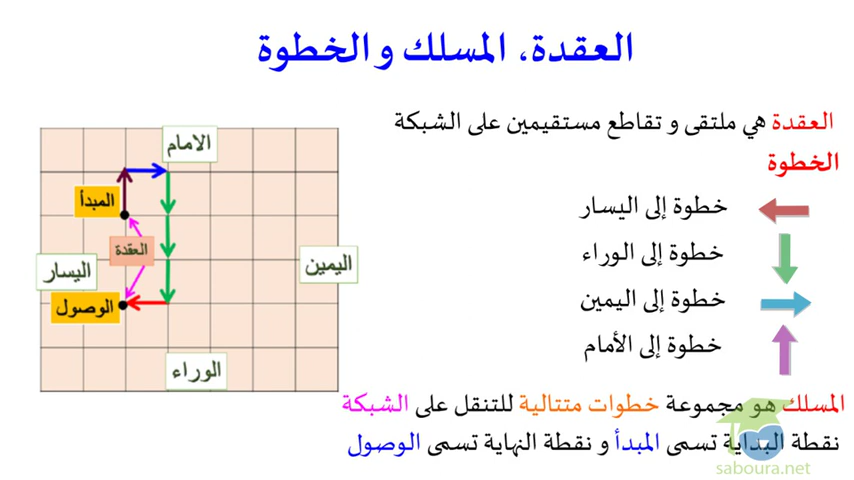 العقدة، المسلك والخطوة
العقدة هي ملتقى و تقاطع مستقيمين على الشبكة
الخطوة
خطوة إلى اليسار
خطوة إلى الوراء
خطوة إلى اليمين
خطوة إلى الأمام
الامام
المبدأ
العقدة
اليمين
اليسار
الوصول
الوراء
المسلك هو مجموعة خطوات متتالية للتنقل على الشبكة
نقطة البداية تسمى المبدأ و نقطة النهاية تسمى الوصول
saboura.net